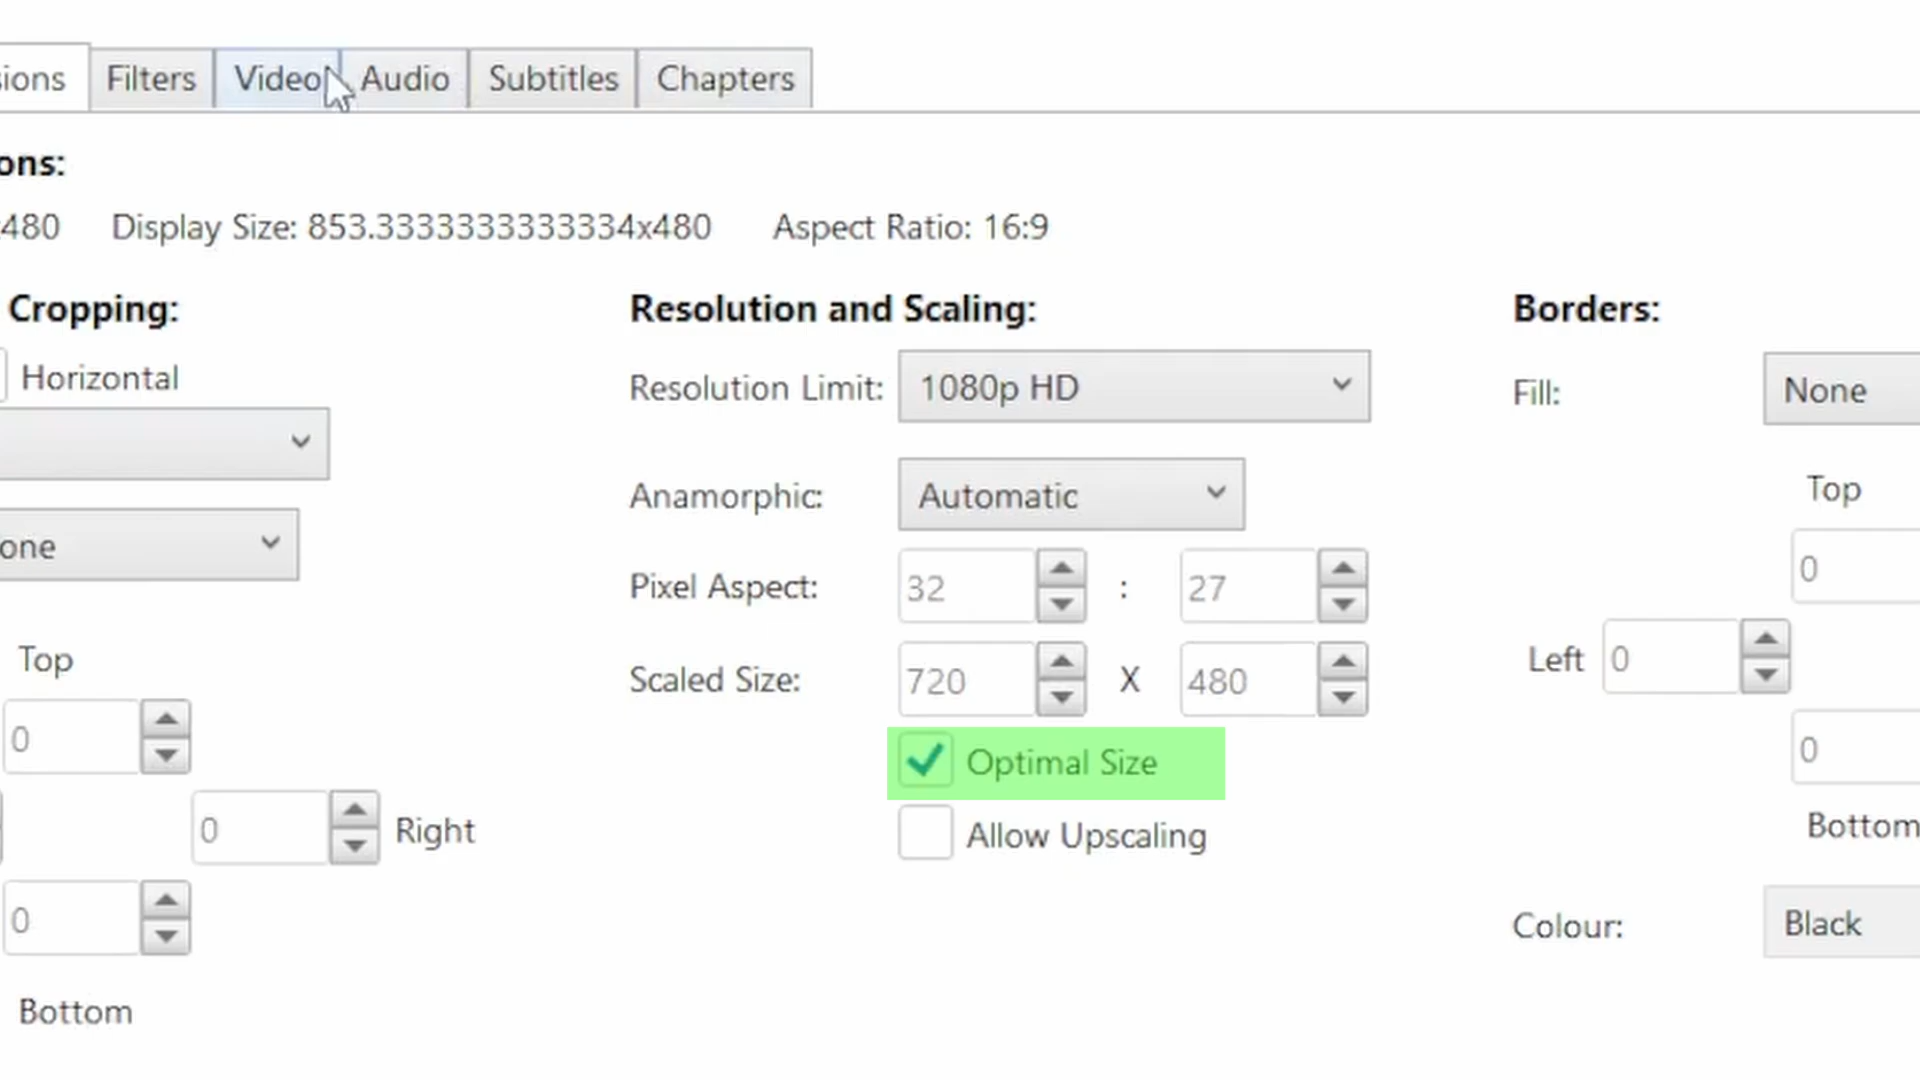 sions Filters Video Audio Subtitles Chapters
ons:
480 Display Size: 853.3333333333334x480 Aspect Ratio: 16:9
Cropping:
Horizontal
one
Top
0
0 Right
0
Bottom
Resolution and Scaling:
Resolution Limit: 1080p HD
Anamorphic: Automatic
Pixel Aspect: 32 : 27
Scaled Size: 720 X 480
Optimal Size
Allow Upscaling
Borders:
Fill: None
Top
0
Left 0
0
Bottom
Colour: Black